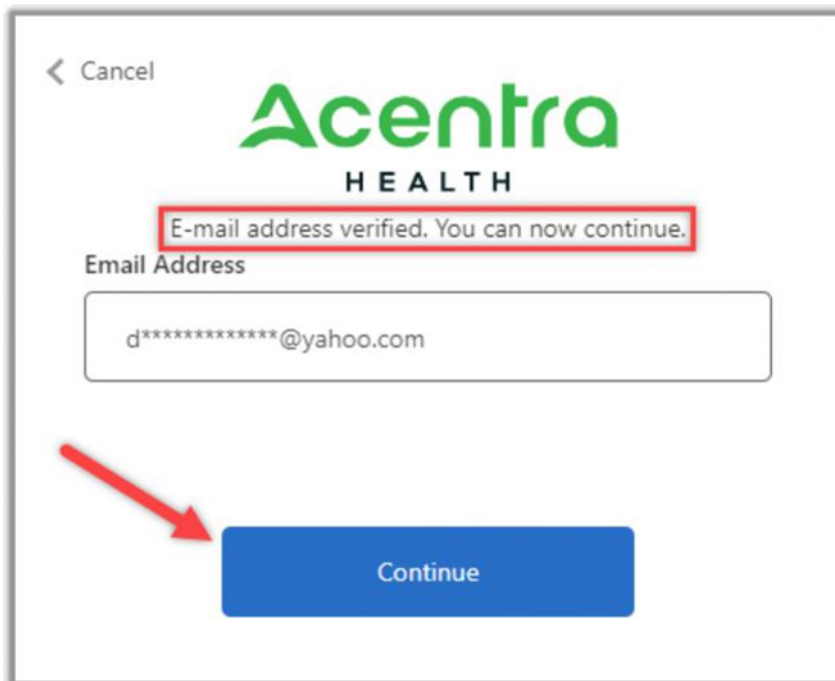 Cancel
Acentra
HEALTH
E-mail address verified. You can now continue.
Email Address
d*************@yahoo.com
Continue